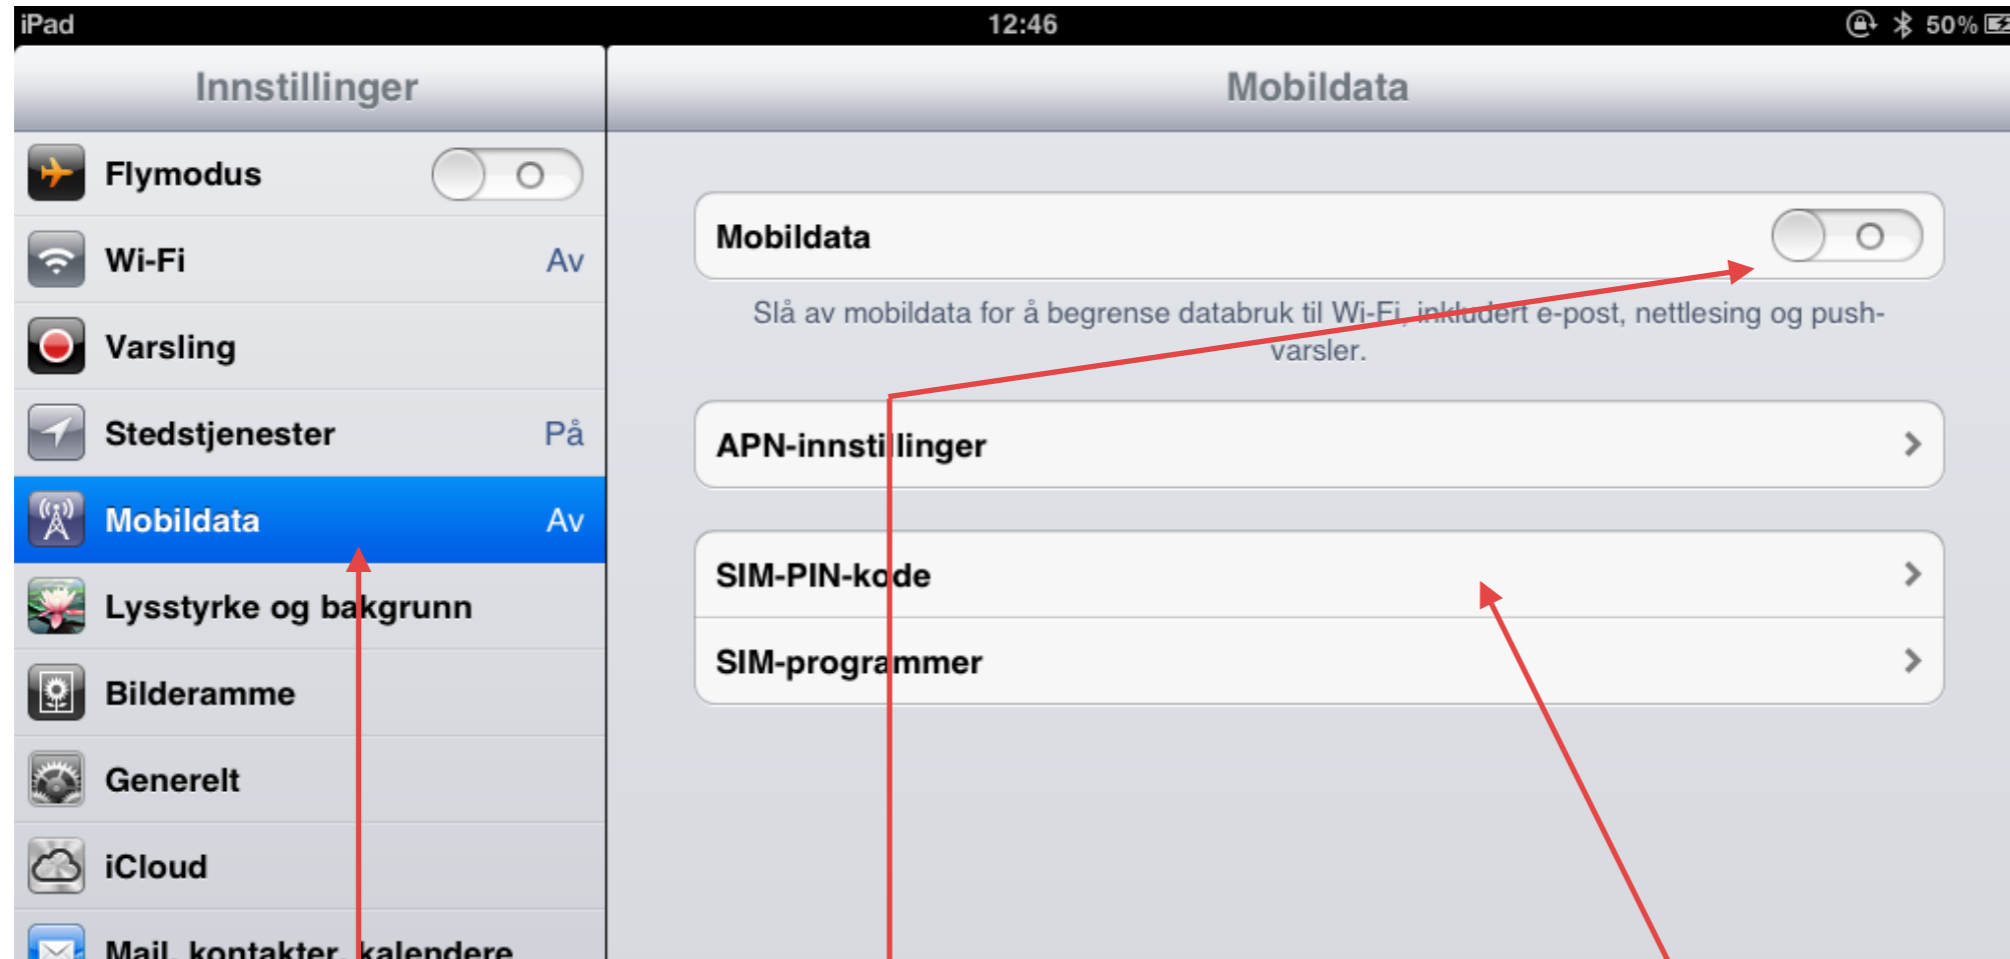 iPad 12:46 50%
Innstillinger
Flymodus
Wi-Fi Av
Varsling
Stedstjenester På
Mobildata Av
Lysstyrke og bakgrunn
Bilderamme
Generelt
iCloud
Mail, kontakter, kalendere
Mobildata
Mobildata
Slå av mobildata for å begrense databruk til Wi-Fi, inkludert e-post, nettlesing og push-
varsler.
APN-innstillinger
SIM-PIN-kode
SIM-programmer